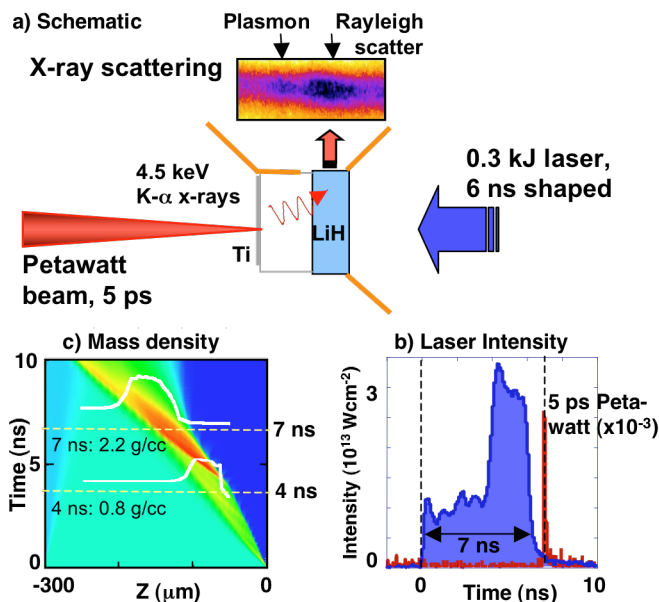 a) Schematic
Plasmon
Rayleigh
scatter
X-ray scattering
4.5 keV
K-α x-rays
0.3 kJ laser,
6 ns shaped
LiH
Ti
Petawatt
beam, 5 ps
c) Mass density
10
Time (ns)
5
0
7 ns
7 ns: 2.2 g/cc
4 ns
4 ns: 0.8 g/cc
-300
Z (μm)
0
b) Laser Intensity
Intensity (10¹³ Wcm⁻²)
3
0
5 ps Peta-
watt (x10⁻³)
7 ns
0
Time (ns)
10